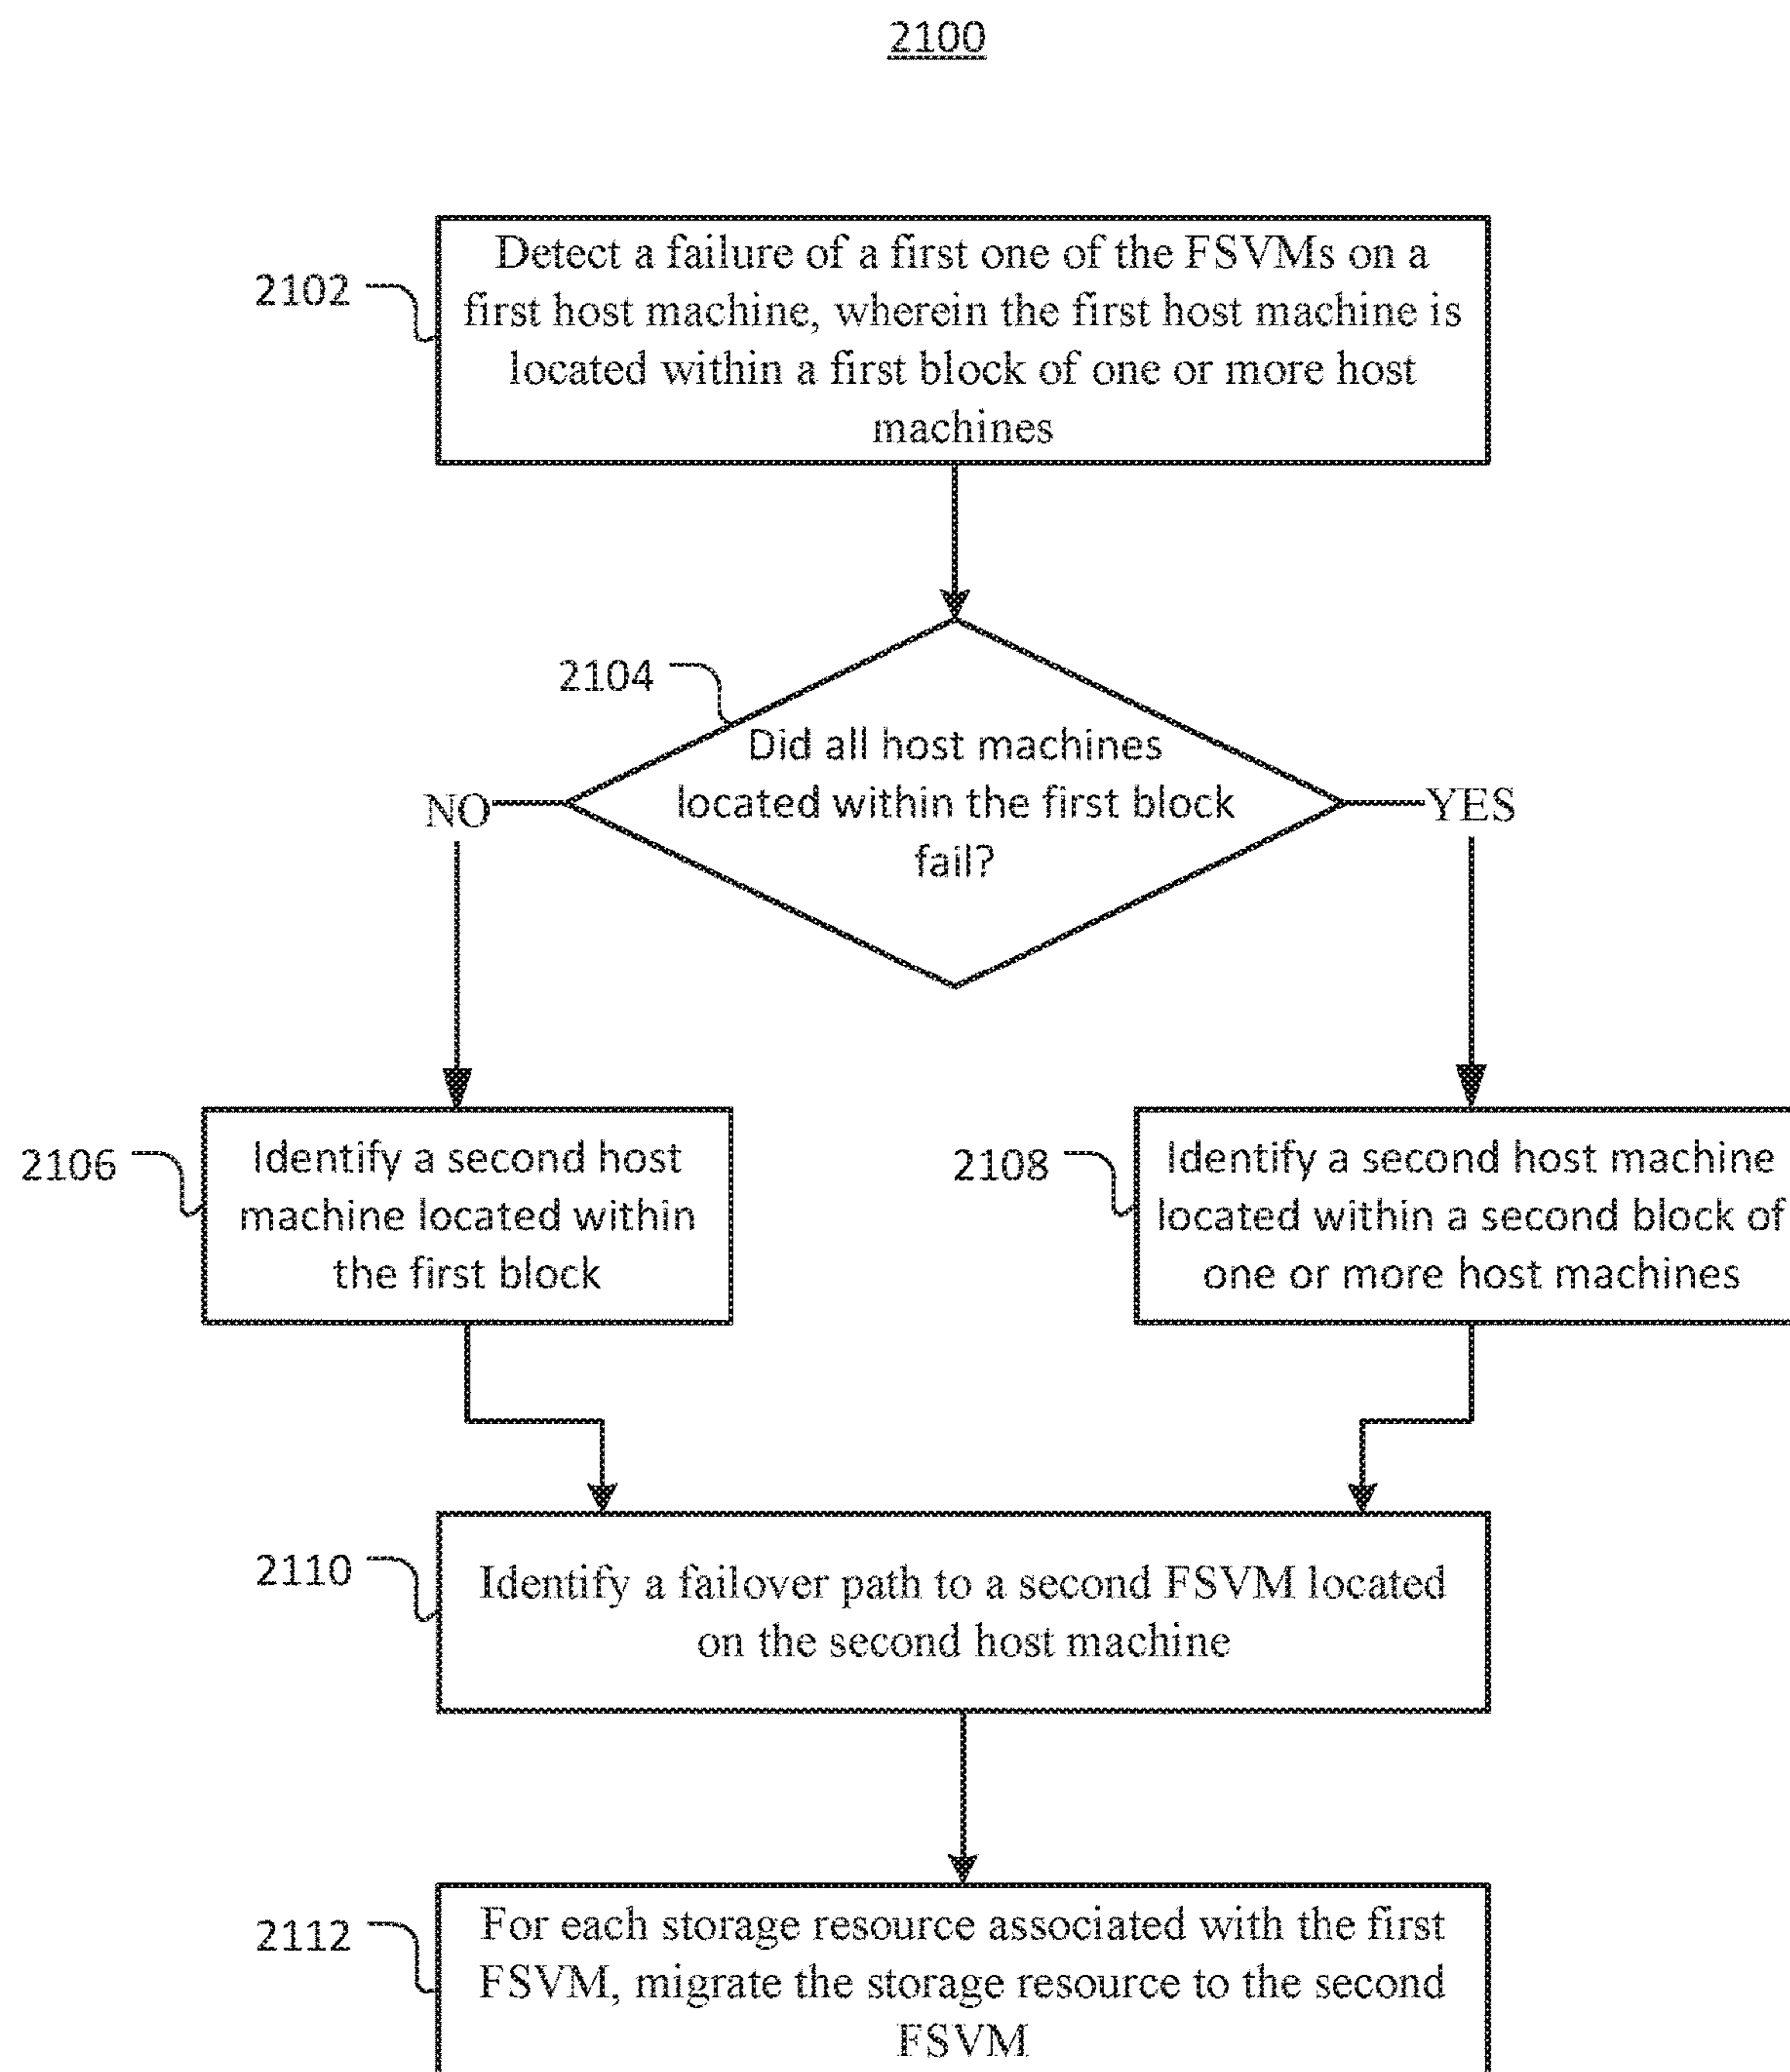 2100
2102
Detect a failure of a first one of the FSVMs on a
first host machine, wherein the first host machine is
located within a first block of one or more host
machines
2104
Did all host machines
located within the first block
fail?
NO
YES
2106
Identify a second host
machine located within
the first block
2108
Identify a second host machine
located within a second block of
one or more host machines
2110
Identify a failover path to a second FSVM located
on the second host machine
2112
For each storage resource associated with the first
FSVM, migrate the storage resource to the second
FSVM